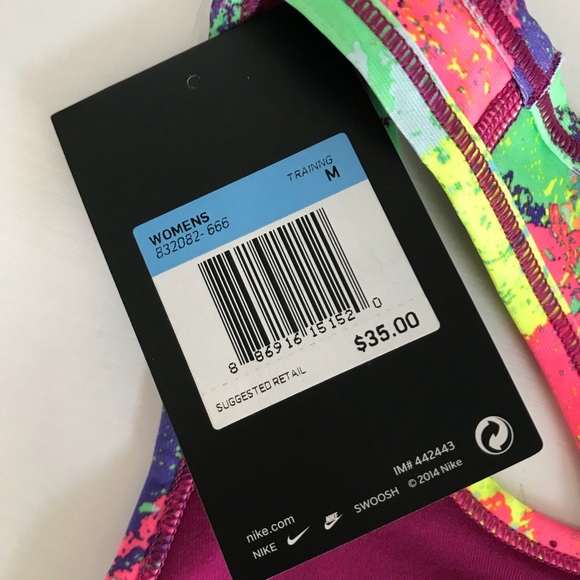 TRAINNG
WOMENS M
832082-666
8 86916 15152 0
SUGGESTED RETAIL $35.00
IM# 442443
nike.com
NIKE SWOOSH © 2014 Nike